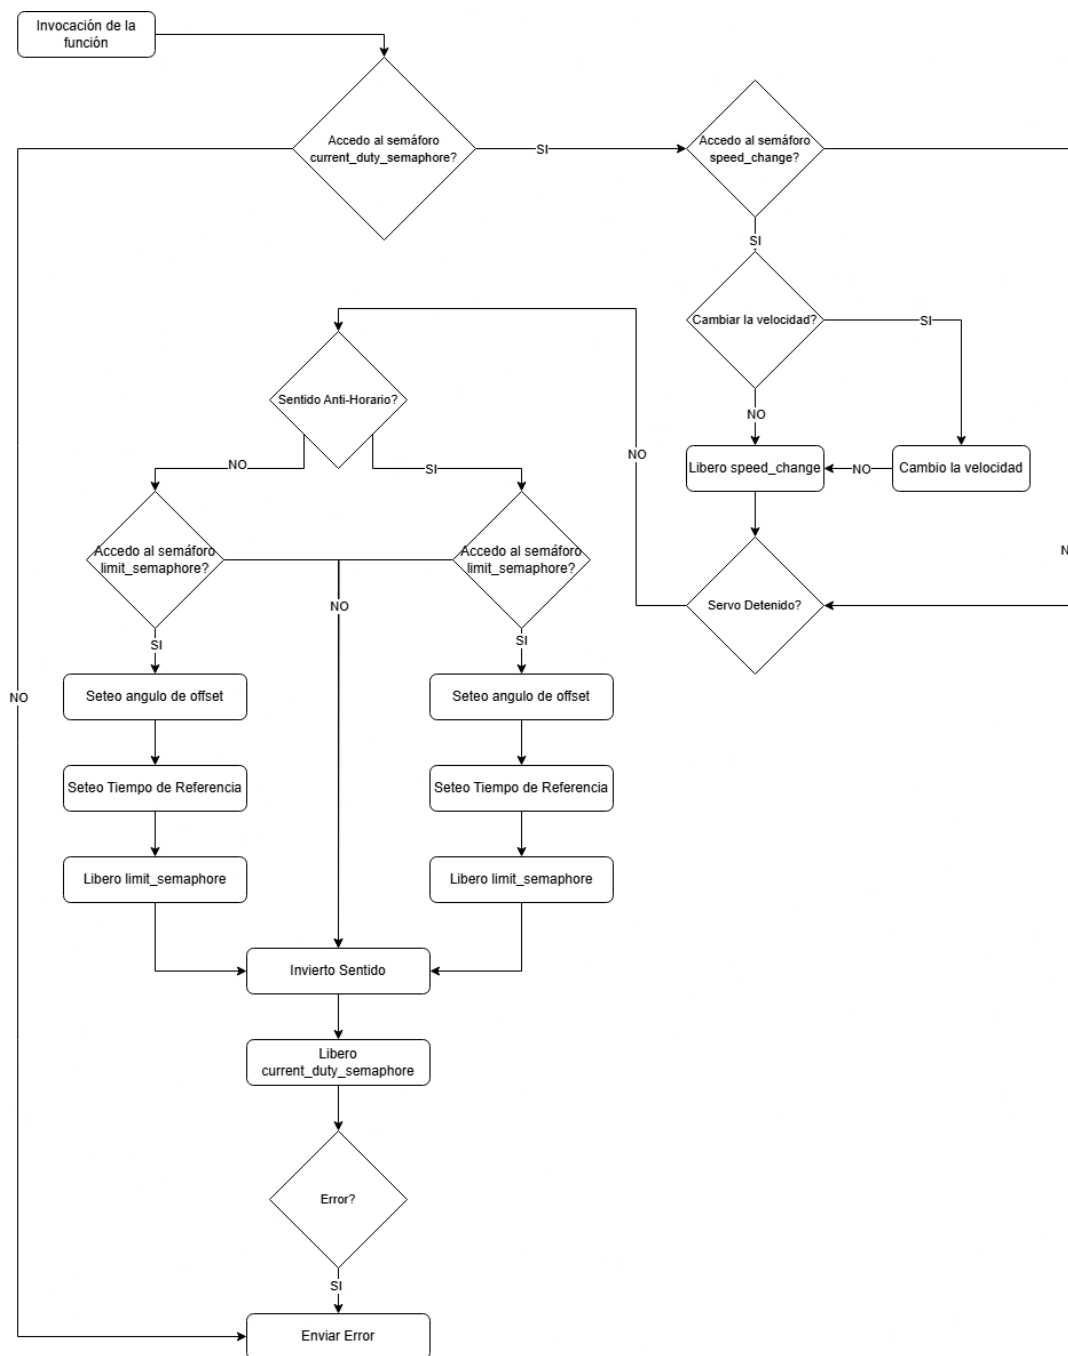 Invocación de la
función
Accedo al semáforo
current_duty_semaphore?
SI
Accedo al semáforo
speed_change?
SI
Cambiar la velocidad?
SI
NO
Sentido Anti-Horario?
NO
Libero speed_change
NO
Cambio la velocidad
NO
SI
Accedo al semáforo
limit_semaphore?
Accedo al semáforo
limit_semaphore?
N
NO
Servo Detenido?
SI
SI
NO
Seteo angulo de offset
Seteo angulo de offset
Seteo Tiempo de Referencia
Seteo Tiempo de Referencia
Libero limit_semaphore
Libero limit_semaphore
Invierto Sentido
Libero
current_duty_semaphore
Error?
SI
Enviar Error